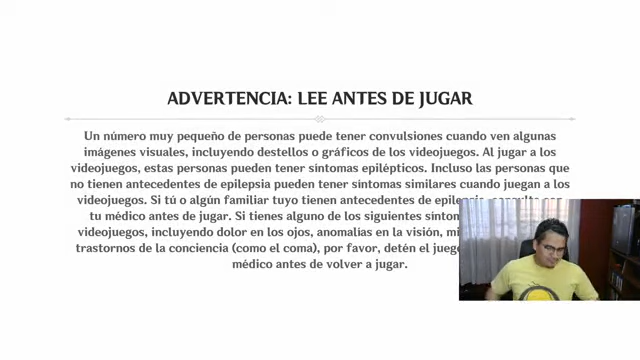 ADVERTENCIA: LEE ANTES DE JUGAR
Un número muy pequeño de personas puede tener convulsiones cuando ven algunas
imágenes visuales, incluyendo destellos o gráficos de los videojuegos. Al jugar a los
videojuegos, estas personas pueden tener síntomas epilépticos. Incluso las personas que
no tienen antecedentes de epilepsia pueden tener síntomas similares cuando juegan a los
videojuegos. Si tú o algún familiar tuyo tienen antecedentes de
tu médico antes de jugar. Si tienes alguno de los siguientes
videojuegos, incluyendo dolor en los ojos, anomalías en la visión,
trastornos de la conciencia (como el coma), por favor, detén el
médico antes de volver a jugar.